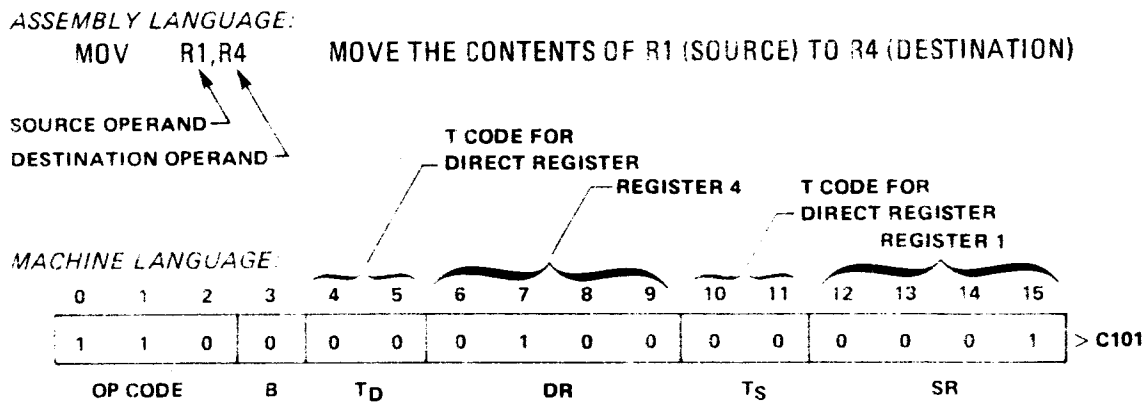 ASSEMBLY LANGUAGE:
MOV R1,R4 MOVE THE CONTENTS OF R1 (SOURCE) TO R4 (DESTINATION)
SOURCE OPERAND
DESTINATION OPERAND
T CODE FOR
DIRECT REGISTER
REGISTER 4
T CODE FOR
DIRECT REGISTER
REGISTER 1
MACHINE LANGUAGE:
0 1 2 3 4 5 6 7 8 9 10 11 12 13 14 15
1 1 0 0 0 0 0 1 0 0 0 0 0 0 0 1 > C101
OP CODE B TD DR TS SR